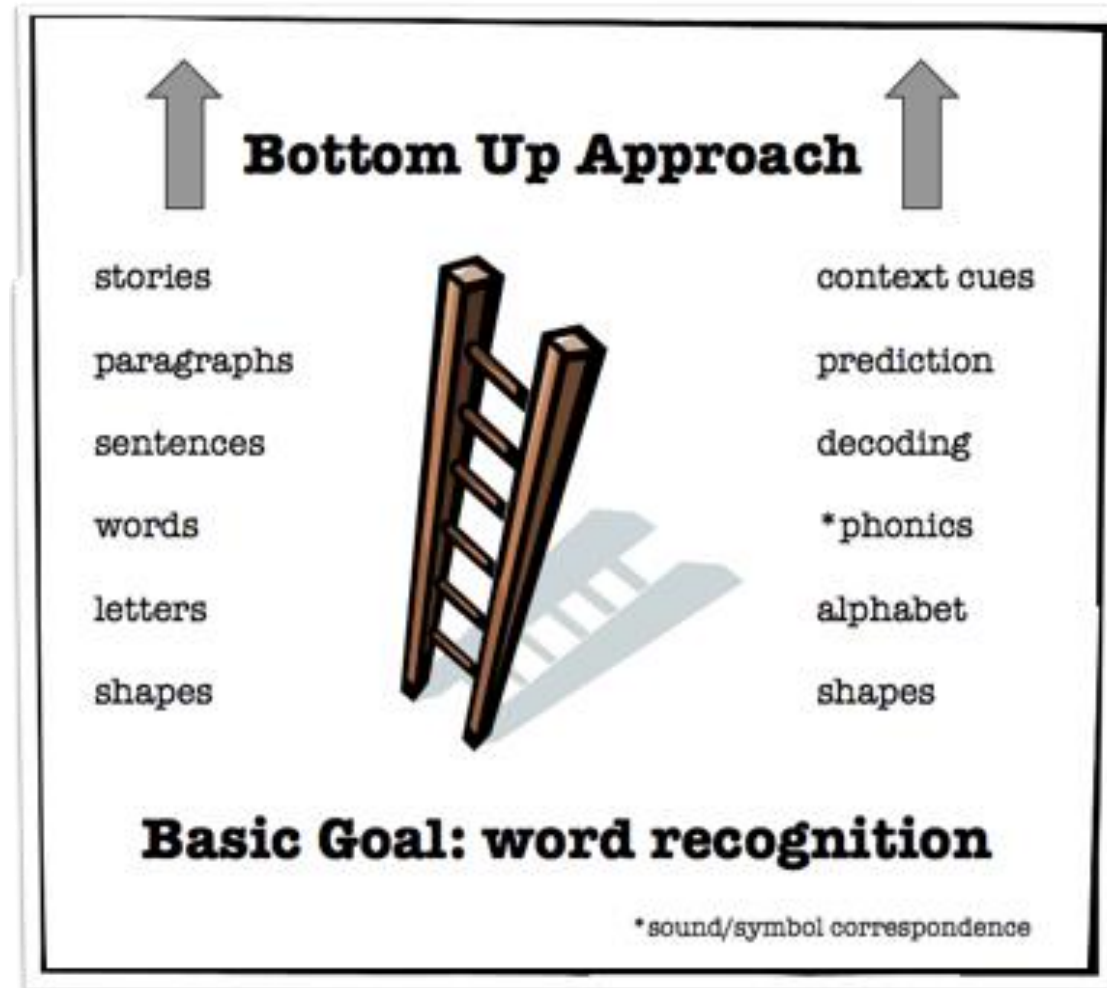 Bottom Up Approach
stories
paragraphs
sentences
words
letters
shapes
context cues
prediction
decoding
*phonics
alphabet
shapes
Basic Goal: word recognition
*sound/symbol correspondence